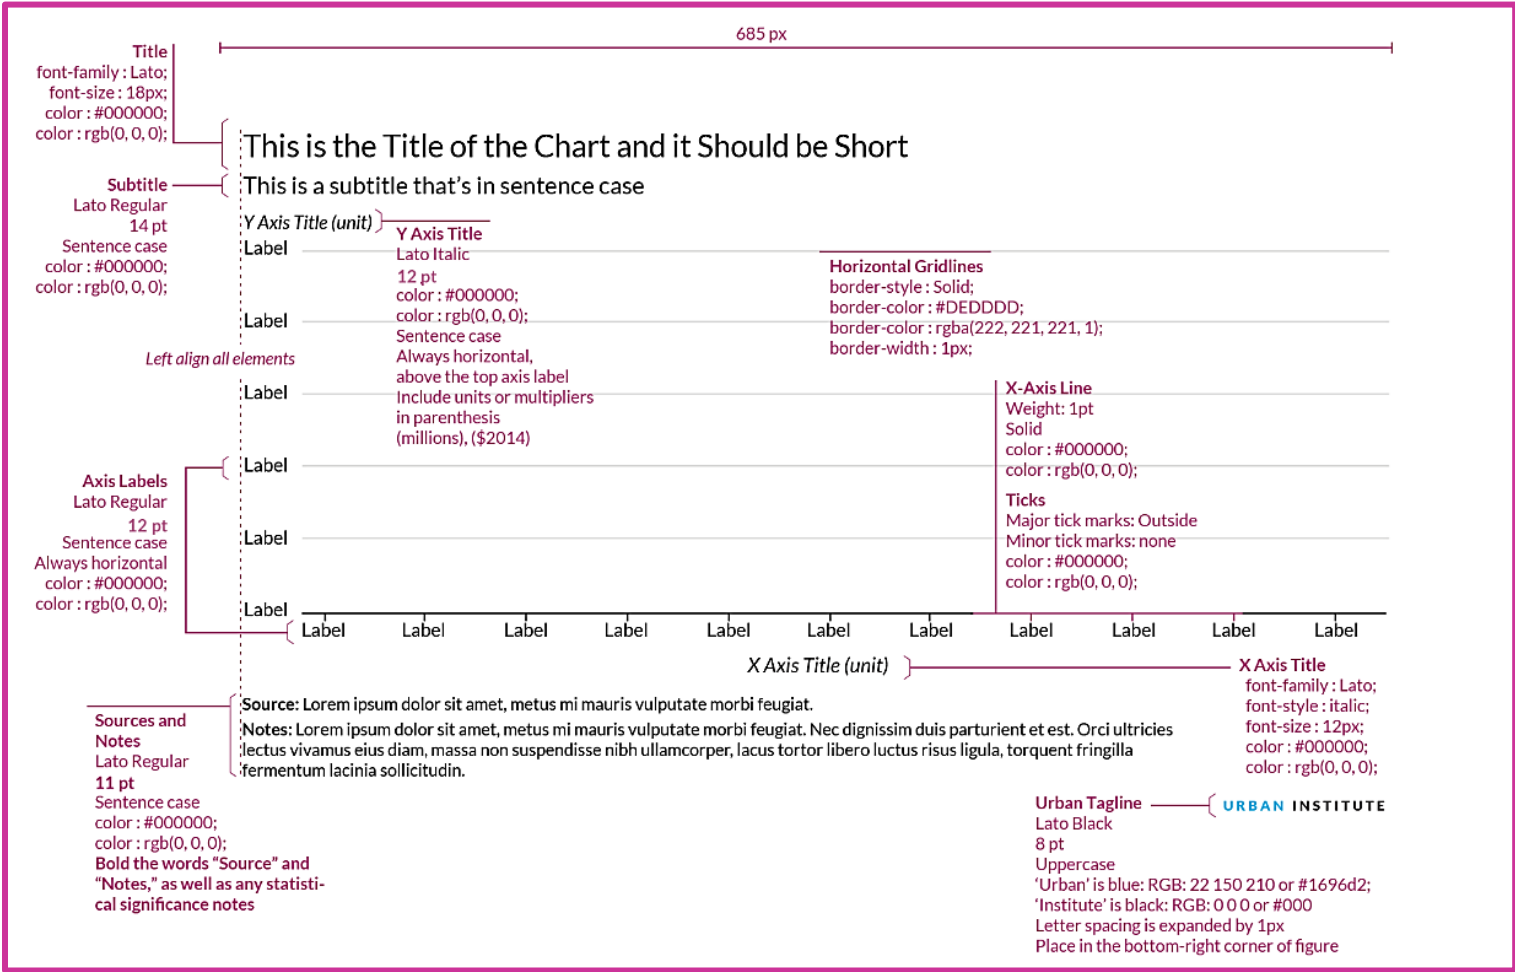 685 px
Title
font-family : Lato;
font-size : 18px;
color : #000000;
color : rgb(0, 0, 0);
This is the Title of the Chart and it Should be Short
Subtitle
Lato Regular
14 pt
Sentence case
color : #000000;
color : rgb(0, 0, 0);
This is a subtitle that's in sentence case
Y Axis Title (unit)
Y Axis Title
Lato Italic
12 pt
color : #000000;
color : rgb(0, 0, 0);
Sentence case
Always horizontal,
above the top axis label
Include units or multipliers
in parenthesis
(millions), ($2014)
Label
Label
Label
Label
Label
Label
Left align all elements
Horizontal Gridlines
border-style : Solid;
border-color : #DEDDDD;
border-color : rgba(222, 221, 221, 1);
border-width : 1px;
X-Axis Line
Weight: 1pt
Solid
color : #000000;
color : rgb(0, 0, 0);
Ticks
Major tick marks: Outside
Minor tick marks: none
color : #000000;
color : rgb(0, 0, 0);
Axis Labels
Lato Regular
12 pt
Sentence case
Always horizontal
color : #000000;
color : rgb(0, 0, 0);
Label Label Label Label Label Label Label Label Label Label Label
X Axis Title (unit)
X Axis Title
font-family : Lato;
font-style : italic;
font-size : 12px;
color : #000000;
color : rgb(0, 0, 0);
Source: Lorem ipsum dolor sit amet, metus mi mauris vulputate morbi feugiat.
Notes: Lorem ipsum dolor sit amet, metus mi mauris vulputate morbi feugiat. Nec dignissim duis parturient et est. Orci ultricies
lectus vivamus eius diam, massa non suspendisse nibh ullamcorper, lacus tortor libero luctus risus ligula, torquent fringilla
fermentum lacinia sollicitudin.
Sources and
Notes
Lato Regular
11 pt
Sentence case
color : #000000;
color : rgb(0, 0, 0);
Bold the words “Source” and
“Notes,” as well as any statisti-
cal significance notes
Urban Tagline
Lato Black
8 pt
Uppercase
‘Urban’ is blue: RGB: 22 150 210 or #1696d2;
‘Institute’ is black: RGB: 0 0 0 or #000
Letter spacing is expanded by 1px
Place in the bottom-right corner of figure
URBAN INSTITUTE